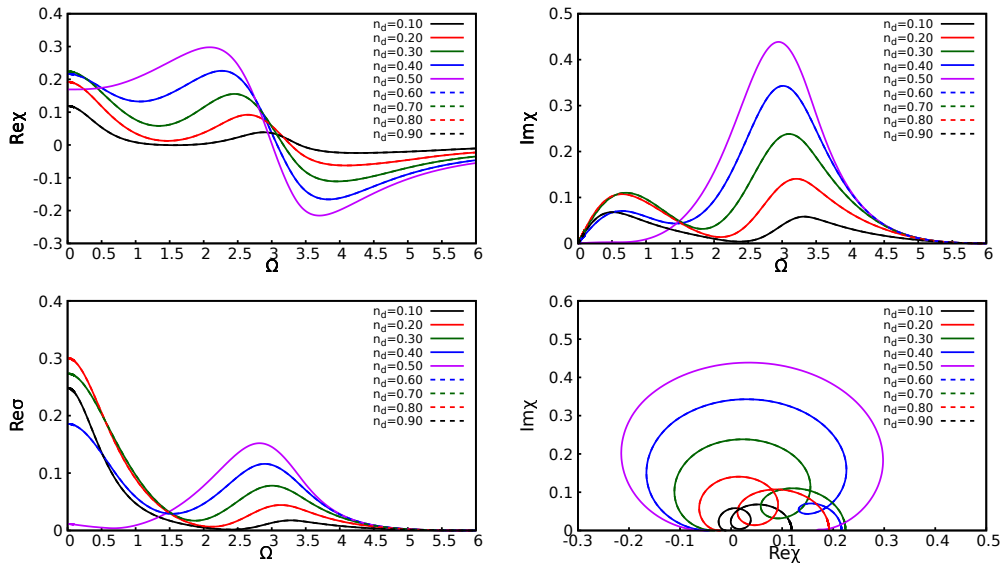 0.4
0.3
0.2
0.1
0
-0.1
-0.2
-0.3
0 0.5 1 1.5 2 2.5 3 3.5 4 4.5 5 5.5 6
Reχ
Ω
n_d=0.10
n_d=0.20
n_d=0.30
n_d=0.40
n_d=0.50
n_d=0.60
n_d=0.70
n_d=0.80
n_d=0.90
0.5
0.4
0.3
0.2
0.1
0
0 0.5 1 1.5 2 2.5 3 3.5 4 4.5 5 5.5 6
Imχ
Ω
n_d=0.10
n_d=0.20
n_d=0.30
n_d=0.40
n_d=0.50
n_d=0.60
n_d=0.70
n_d=0.80
n_d=0.90
0.4
0.3
0.2
0.1
0
0 0.5 1 1.5 2 2.5 3 3.5 4 4.5 5 5.5 6
Reσ
Ω
n_d=0.10
n_d=0.20
n_d=0.30
n_d=0.40
n_d=0.50
n_d=0.60
n_d=0.70
n_d=0.80
n_d=0.90
0.6
0.5
0.4
0.3
0.2
0.1
0
-0.3 -0.2 -0.1 0 0.1 0.2 0.3 0.4 0.5
Imχ
Reχ
n_d=0.10
n_d=0.20
n_d=0.30
n_d=0.40
n_d=0.50
n_d=0.60
n_d=0.70
n_d=0.80
n_d=0.90